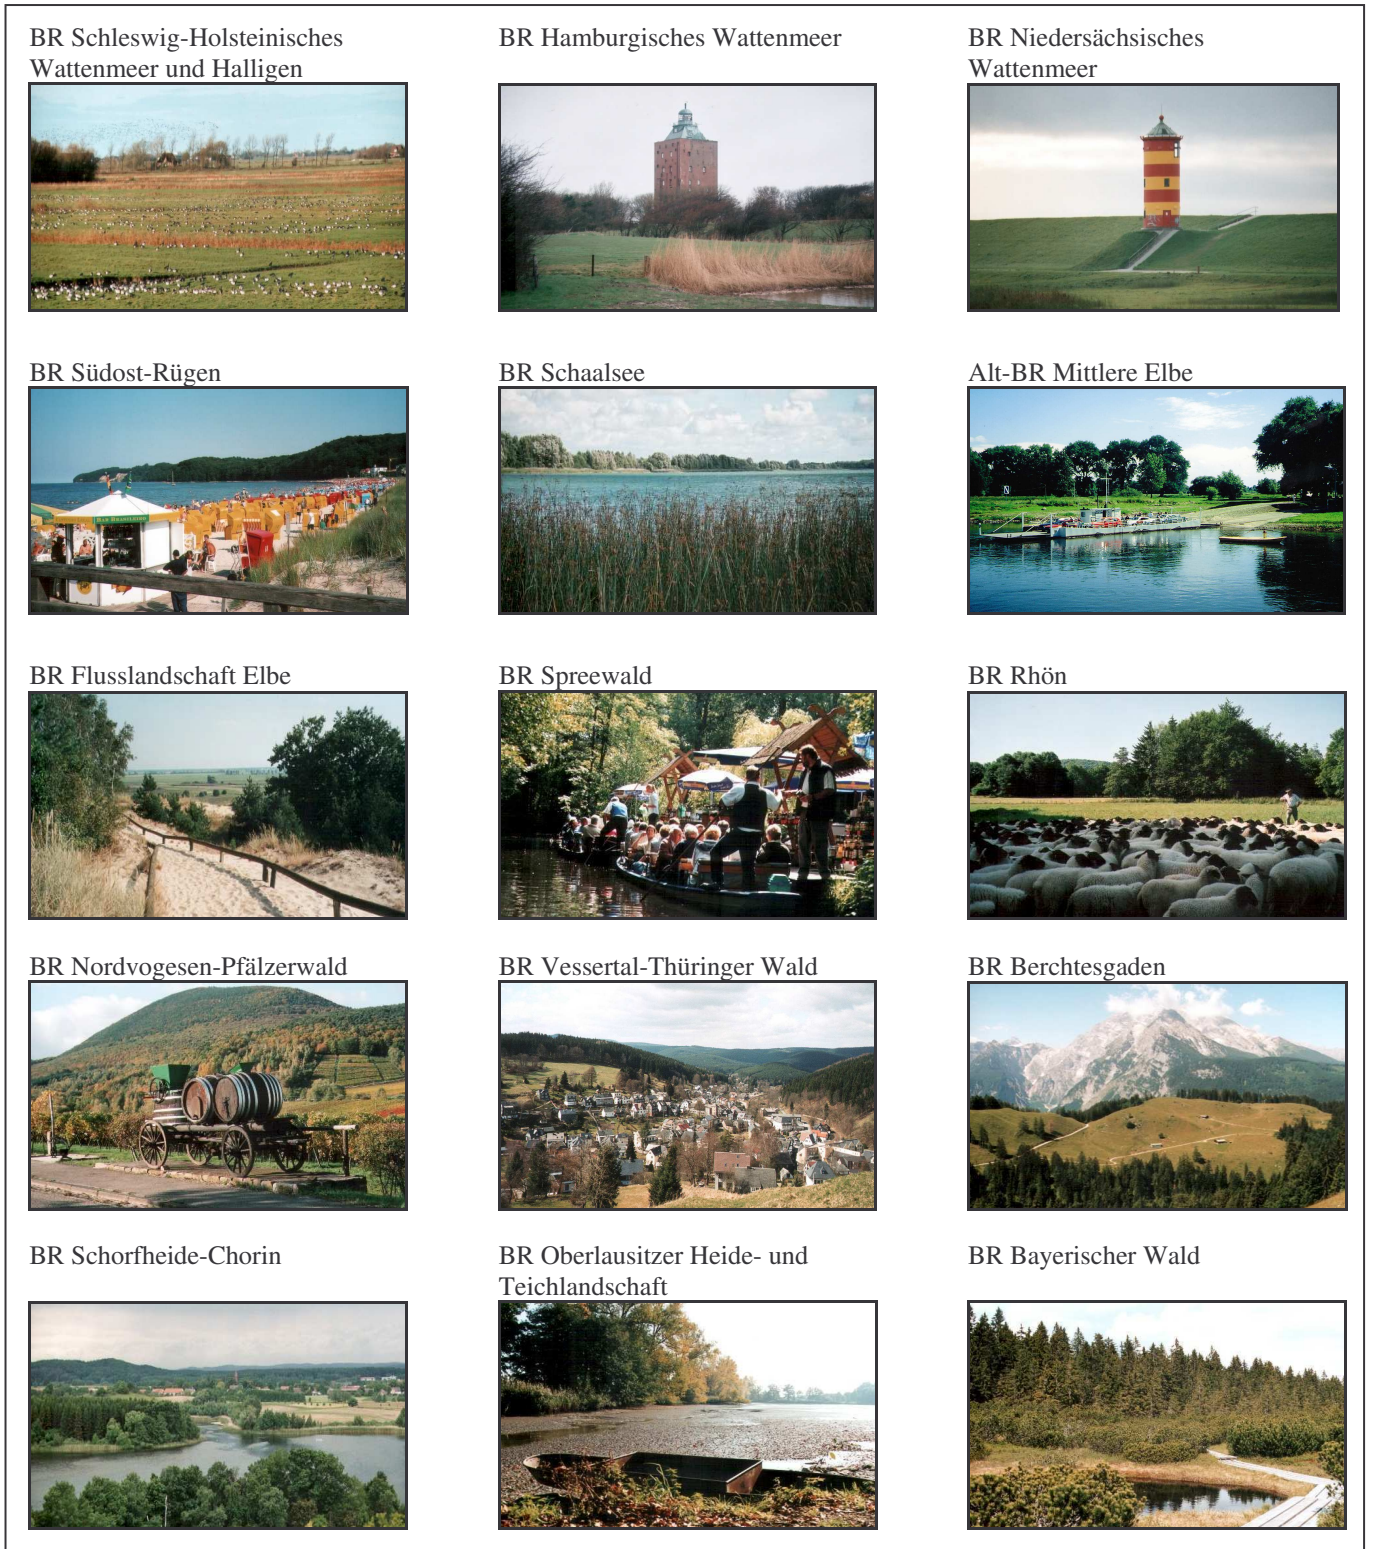 BR Schleswig-Holsteinisches
Wattenmeer und Halligen
BR Hamburgisches Wattenmeer
BR Niedersächsisches
Wattenmeer
BR Südost-Rügen
BR Schaalsee
Alt-BR Mittlere Elbe
BR Flusslandschaft Elbe
BR Spreewald
BR Rhön
BR Nordvogesen-Pfälzerwald
BR Vessertal-Thüringer Wald
BR Berchtesgaden
BR Schorfheide-Chorin
BR Oberlausitzer Heide- und
Teichlandschaft
BR Bayerischer Wald